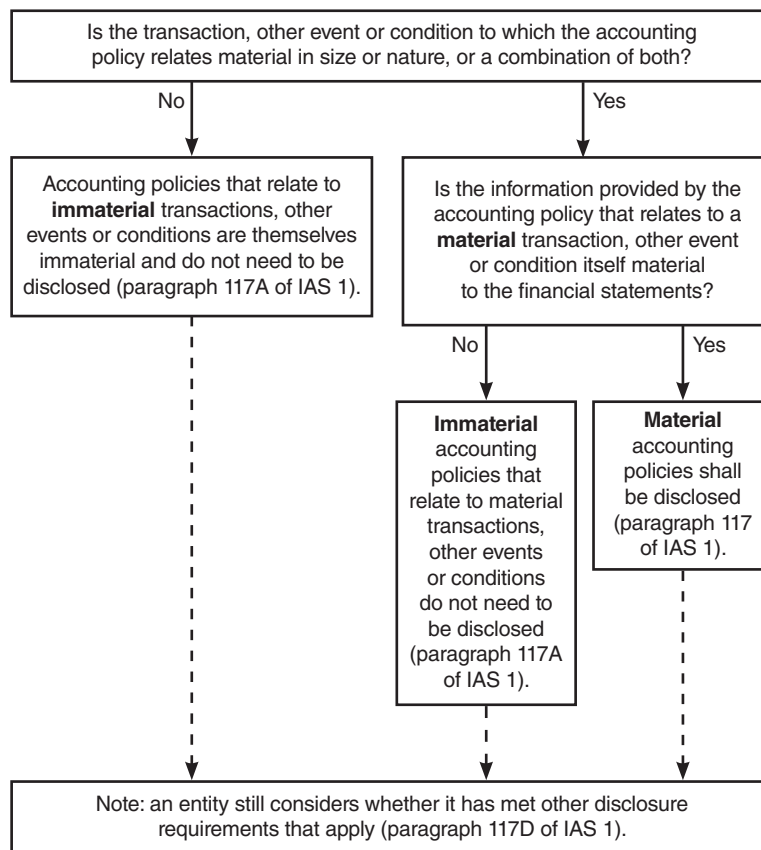 Is the transaction, other event or condition to which the accounting
policy relates material in size or nature, or a combination of both?
No
Yes
Accounting policies that relate to
immaterial transactions, other
events or conditions are themselves
immaterial and do not need to be
disclosed (paragraph 117A of IAS 1).
Is the information provided by the
accounting policy that relates to a
material transaction, other event
or condition itself material
to the financial statements?
No
Yes
Immaterial
accounting
policies that
relate to material
transactions,
other events
or conditions
do not need to
be disclosed
(paragraph 117A
of IAS 1).
Material
accounting
policies shall
be disclosed
(paragraph 117
of IAS 1).
Note: an entity still considers whether it has met other disclosure
requirements that apply (paragraph 117D of IAS 1).